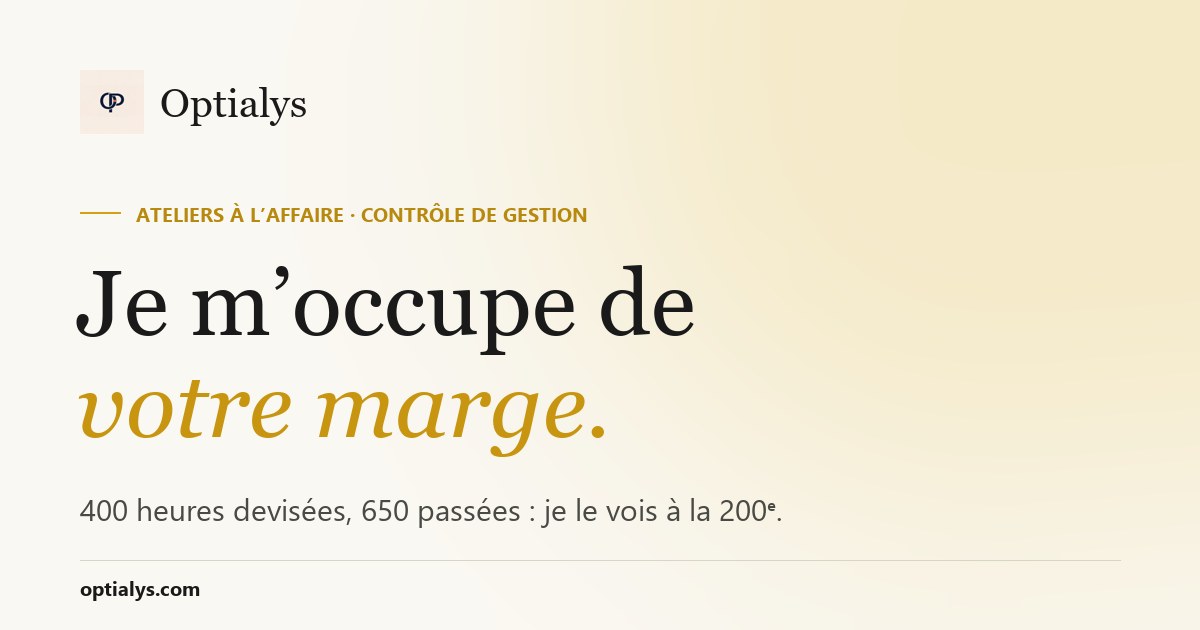 Optialys
ATELIERS À L’AFFAIRE · CONTRÔLE DE GESTION
Je m’occupe de
votre marge.
400 heures devisées, 650 passées : je le vois à la 200ᵉ.
optialys.com